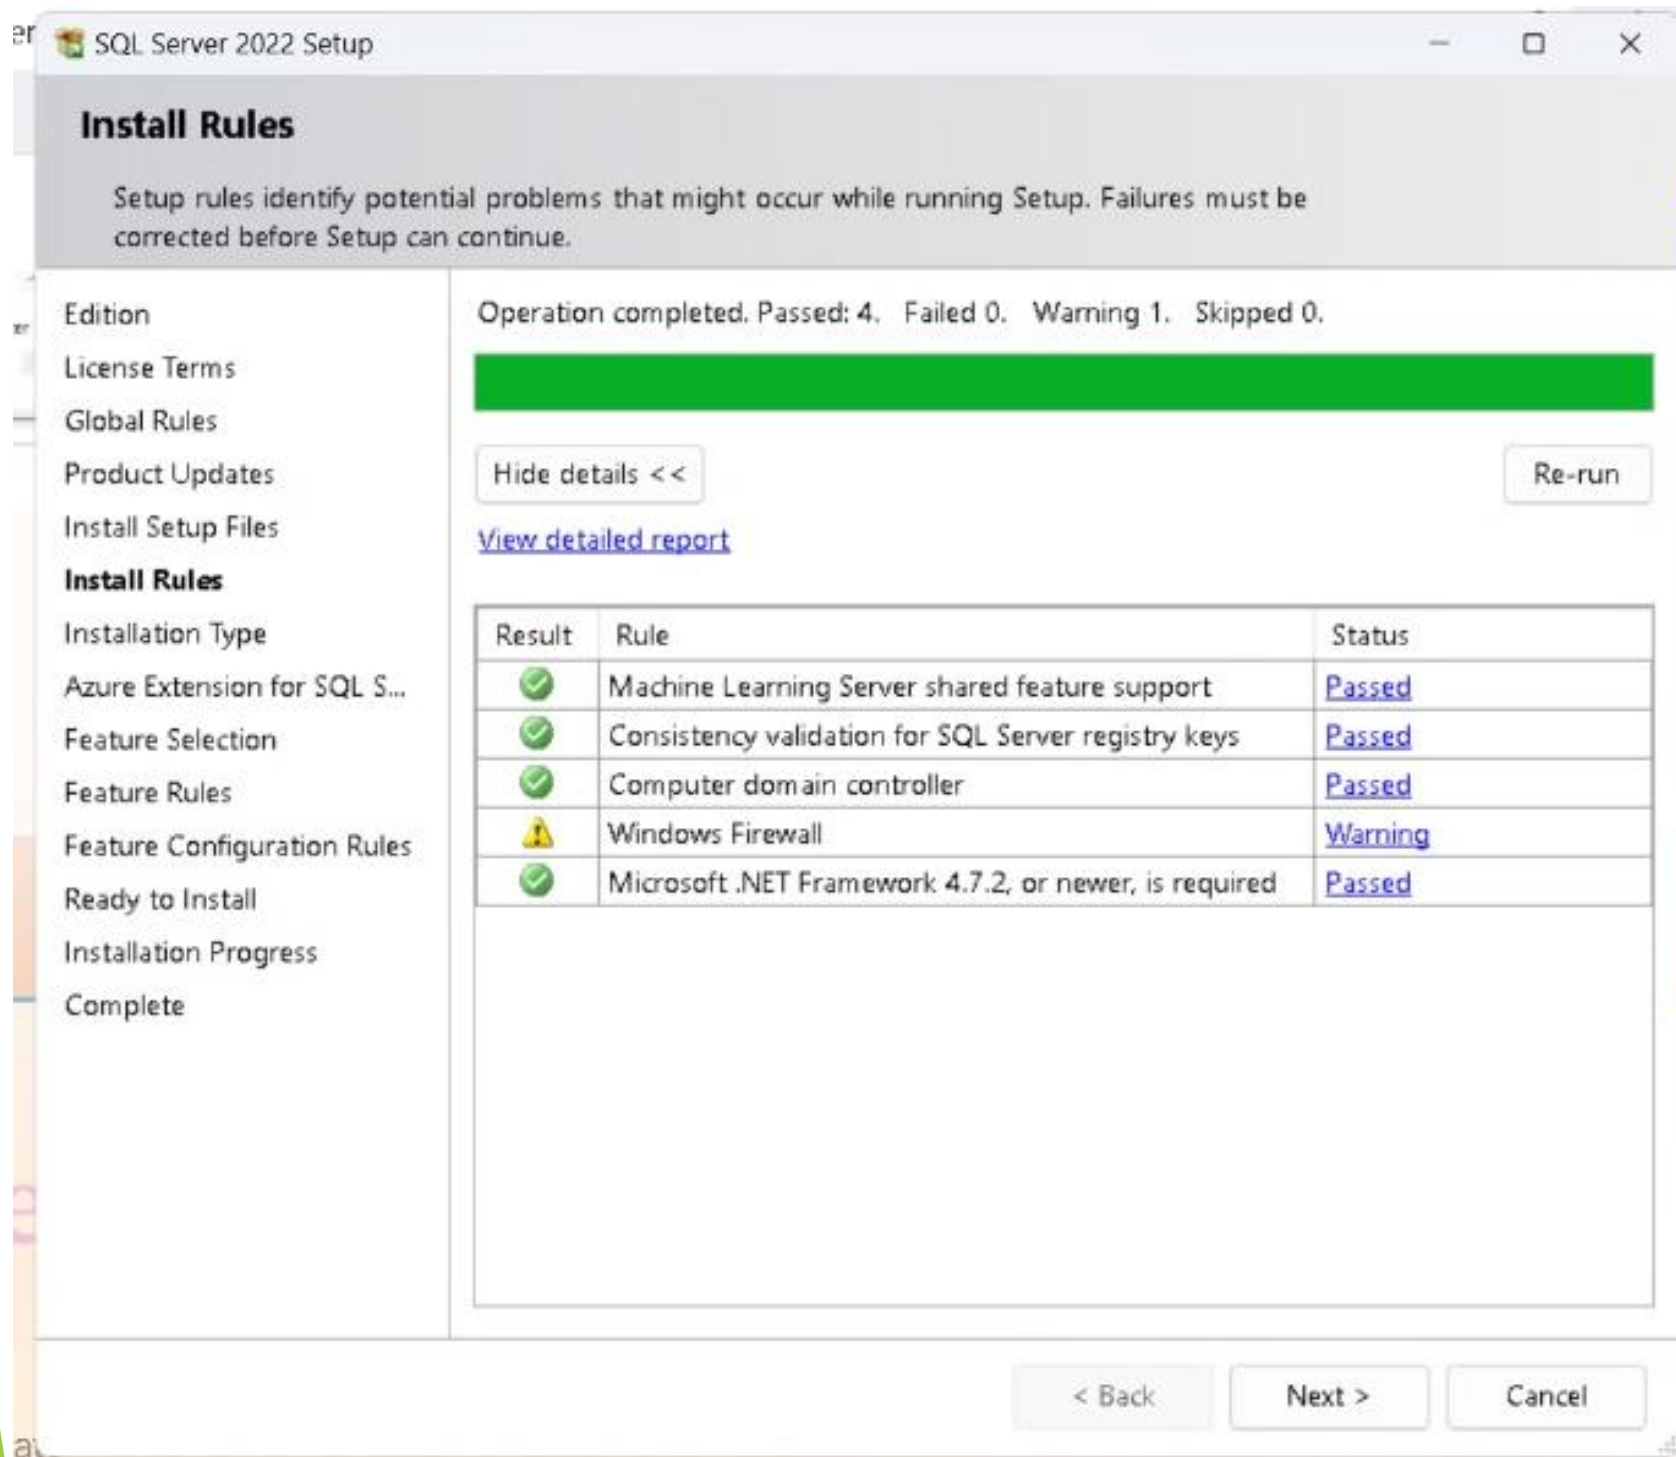 er
SQL Server 2022 Setup
Install Rules
Setup rules identify potential problems that might occur while running Setup. Failures must be
corrected before Setup can continue.
Edition
License Terms
Global Rules
Product Updates
Install Setup Files
Install Rules
Installation Type
Azure Extension for SQL S...
Feature Selection
Feature Rules
Feature Configuration Rules
Ready to Install
Installation Progress
Complete
Operation completed. Passed: 4. Failed 0. Warning 1. Skipped 0.
Hide details <<
Re-run
View detailed report
Result Rule Status
Machine Learning Server shared feature support Passed
Consistency validation for SQL Server registry keys Passed
Computer domain controller Passed
Windows Firewall Warning
Microsoft .NET Framework 4.7.2, or newer, is required Passed
< Back Next > Cancel